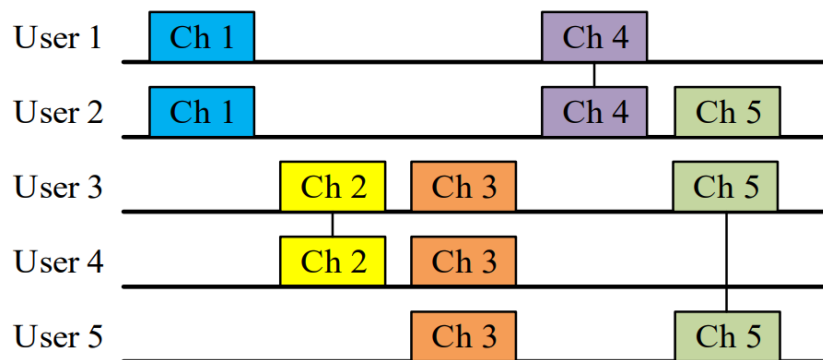 User 1 Ch 1 Ch 4
User 2 Ch 1 Ch 4 Ch 5
User 3 Ch 2 Ch 3 Ch 5
User 4 Ch 2 Ch 3
User 5 Ch 3 Ch 5